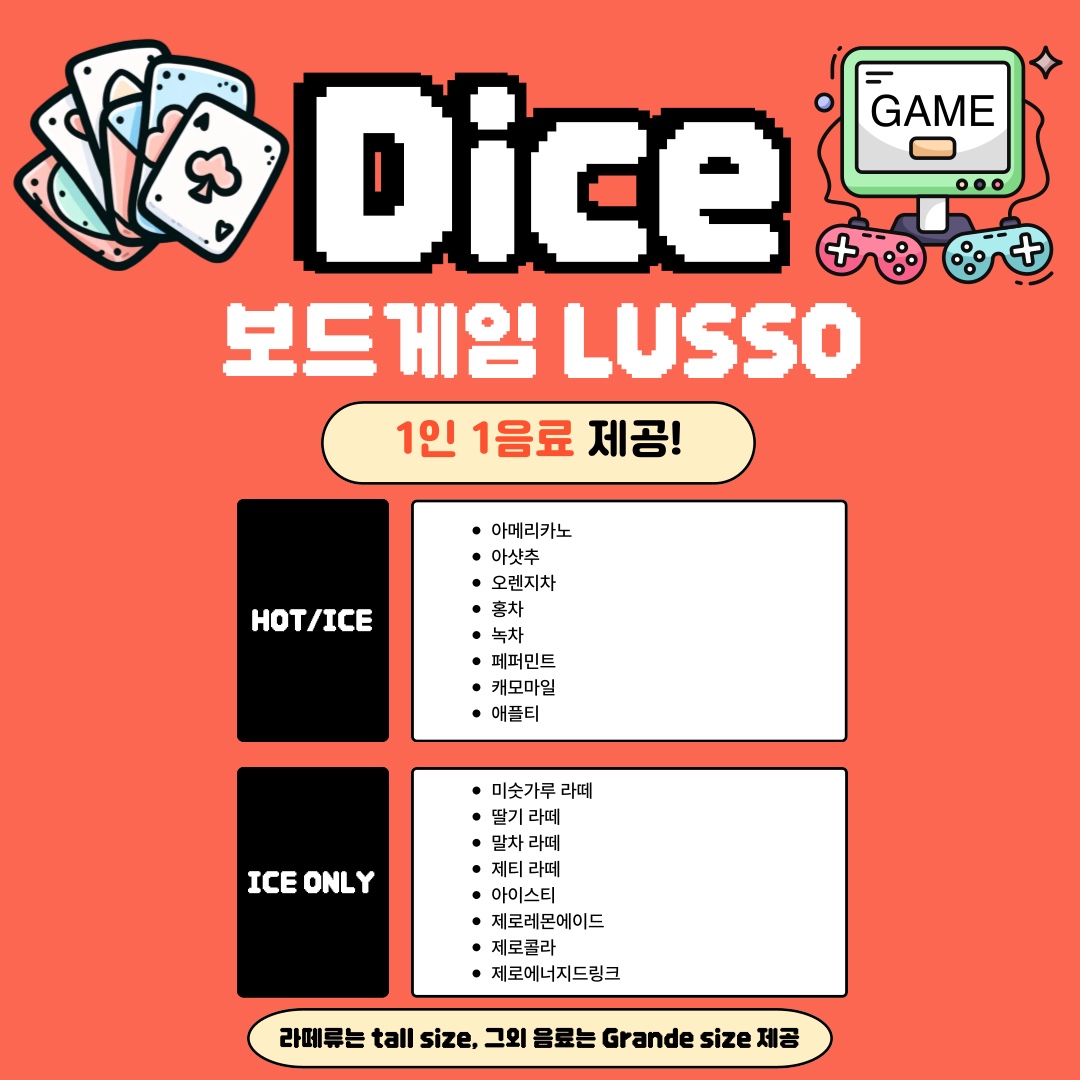 Dice
GAME
보드게임 LUSSO
1인 1음료 제공!
HOT/ICE
아메리카노
아샷추
오렌지차
홍차
녹차
페퍼민트
캐모마일
애플티
ICE ONLY
미숫가루 라떼
딸기 라떼
말차 라떼
제티 라떼
아이스티
제로레몬에이드
제로콜라
제로에너지드링크
라떼류는 tall size, 그외 음료는 Grande size 제공